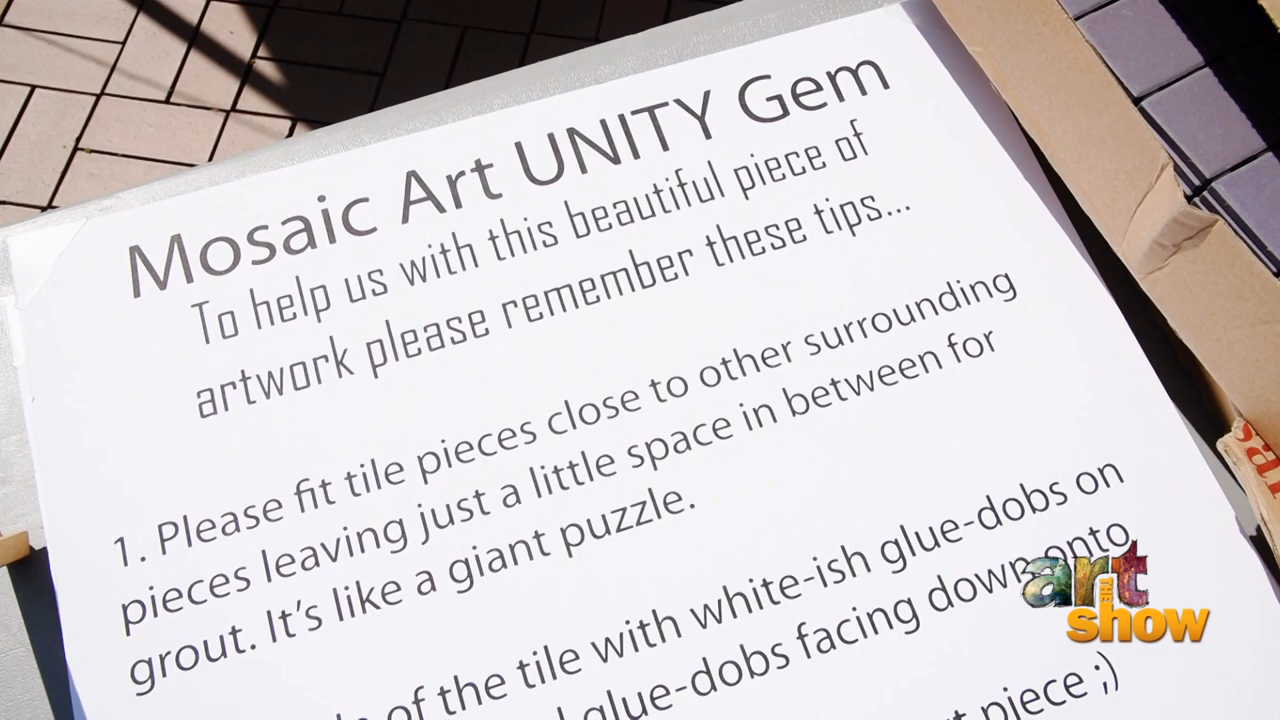 Mosaic Art UNITY Gem
To help us with this beautiful piece of
artwork please remember these tips...
1. Please fit tile pieces close to other surrounding
pieces leaving just a little space in between for
grout. It's like a giant puzzle.
of the tile with white-ish glue-dobs on
glue-dobs facing down onto
piece ;)
art
THE
show